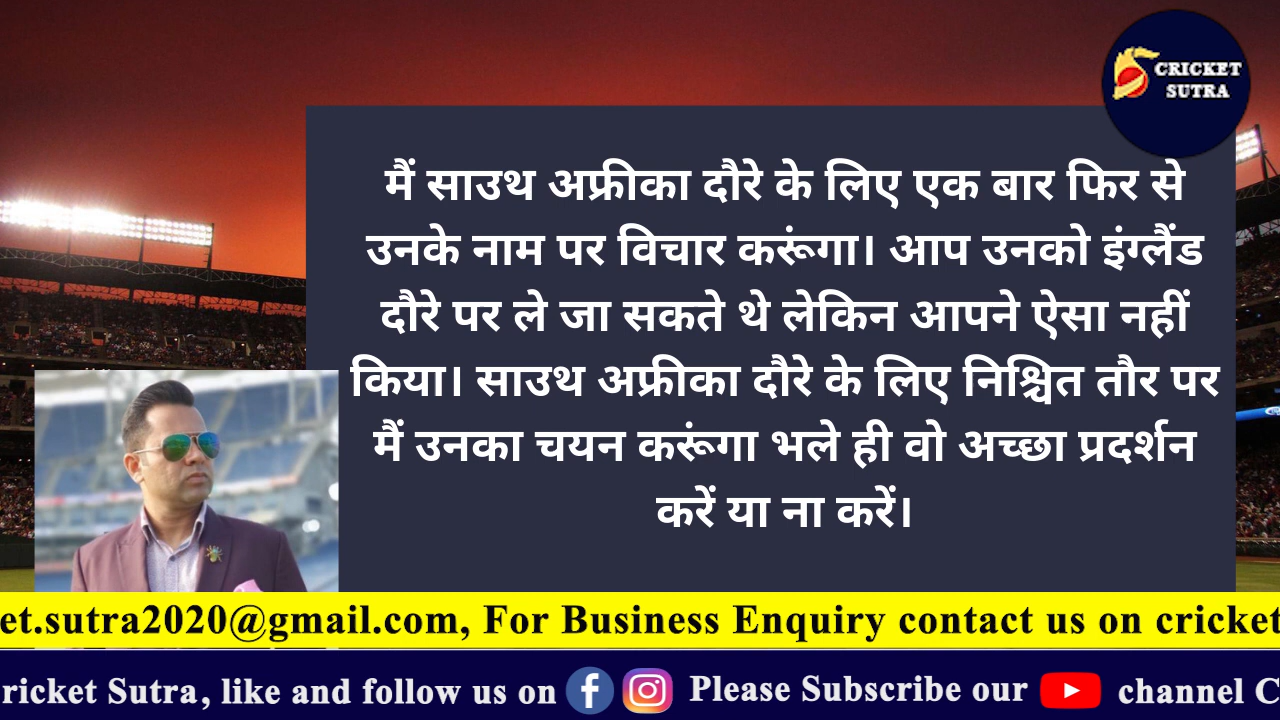 CRICKET
SUTRA
मैं साउथ अफ्रीका दौरे के लिए एक बार फिर से
उनके नाम पर विचार करूंगा। आप उनको इंग्लैंड
दौरे पर ले जा सकते थे लेकिन आपने ऐसा नहीं
किया। साउथ अफ्रीका दौरे के लिए निश्चित तौर पर
मैं उनका चयन करूंगा भले ही वो अच्छा प्रदर्शन
करें या ना करें।
et.sutra2020@gmail.com, For Business Enquiry contact us on cricket
ricket Sutra, like and follow us on Please Subscribe our channel C